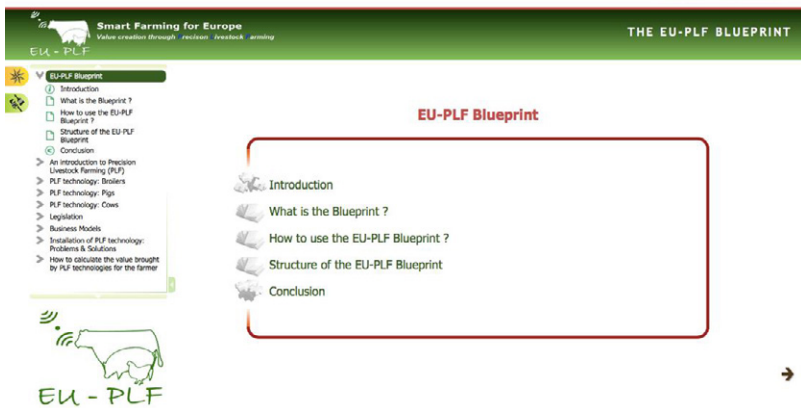 Smart Farming for Europe
Value creation through Precison Livestock Farming
EU - PLF
THE EU-PLF BLUEPRINT
EU-PLF Blueprint
Introduction
What is the Blueprint ?
How to use the EU-PLF
Blueprint ?
Structure of the EU-PLF
Blueprint
Conclusion
An introduction to Precision
Livestock Farming (PLF)
PLF technology: Broilers
PLF technology: Pigs
PLF technology: Cows
Legislation
Business Models
Installation of PLF technology:
Problems & Solutions
How to calculate the value brought
by PLF technologies for the farmer
EU - PLF
EU-PLF Blueprint
Introduction
What is the Blueprint ?
How to use the EU-PLF Blueprint ?
Structure of the EU-PLF Blueprint
Conclusion